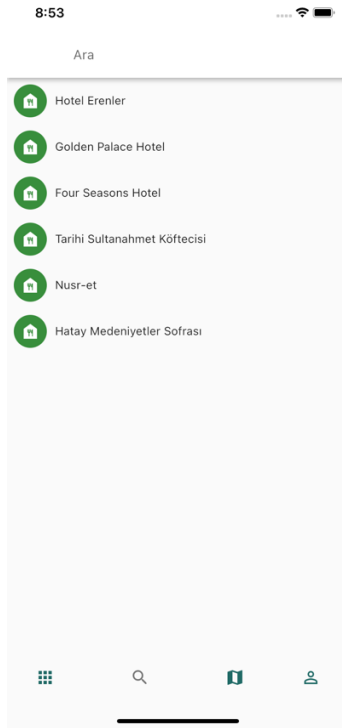 8:53
Ara
Hotel Erenler
Golden Palace Hotel
Four Seasons Hotel
Tarihi Sultanahmet Köftecisi
Nusr-et
Hatay Medeniyetler Sofrası